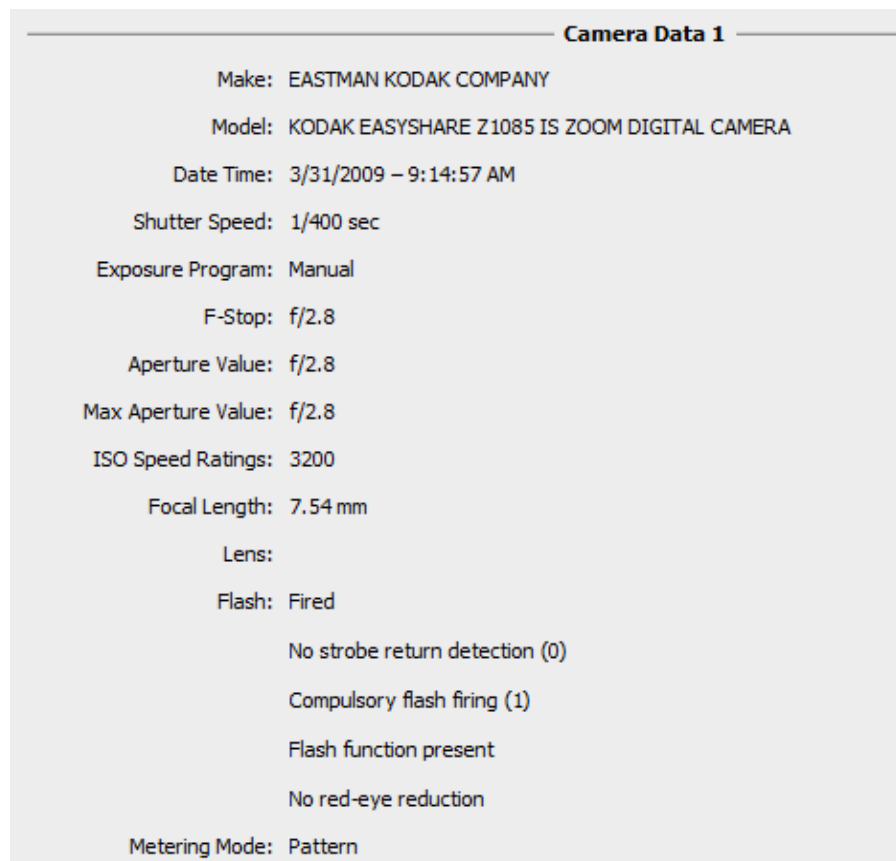 Camera Data 1
Make: EASTMAN KODAK COMPANY
Model: KODAK EASYSHARE Z1085 IS ZOOM DIGITAL CAMERA
Date Time: 3/31/2009 – 9:14:57 AM
Shutter Speed: 1/400 sec
Exposure Program: Manual
F-Stop: f/2.8
Aperture Value: f/2.8
Max Aperture Value: f/2.8
ISO Speed Ratings: 3200
Focal Length: 7.54 mm
Lens:
Flash: Fired
No strobe return detection (0)
Compulsory flash firing (1)
Flash function present
No red-eye reduction
Metering Mode: Pattern